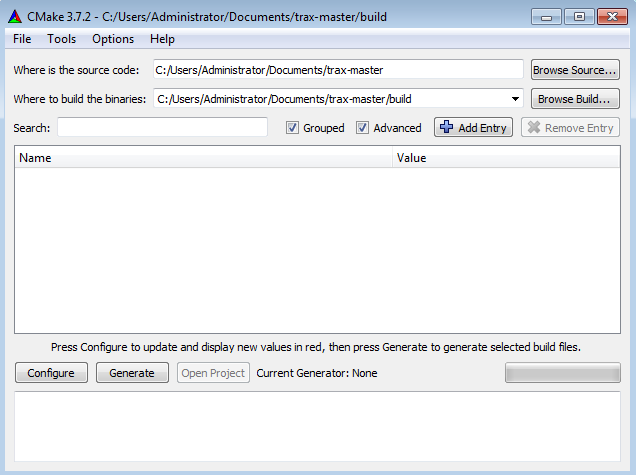 CMake 3.7.2 - C:/Users/Administrator/Documents/trax-master/build
File Tools Options Help
Where is the source code: C:/Users/Administrator/Documents/trax-master Browse Source...
Where to build the binaries: C:/Users/Administrator/Documents/trax-master/build Browse Build...
Search: Grouped Advanced Add Entry Remove Entry
Name Value
Press Configure to update and display new values in red, then press Generate to generate selected build files.
Configure Generate Open Project Current Generator: None